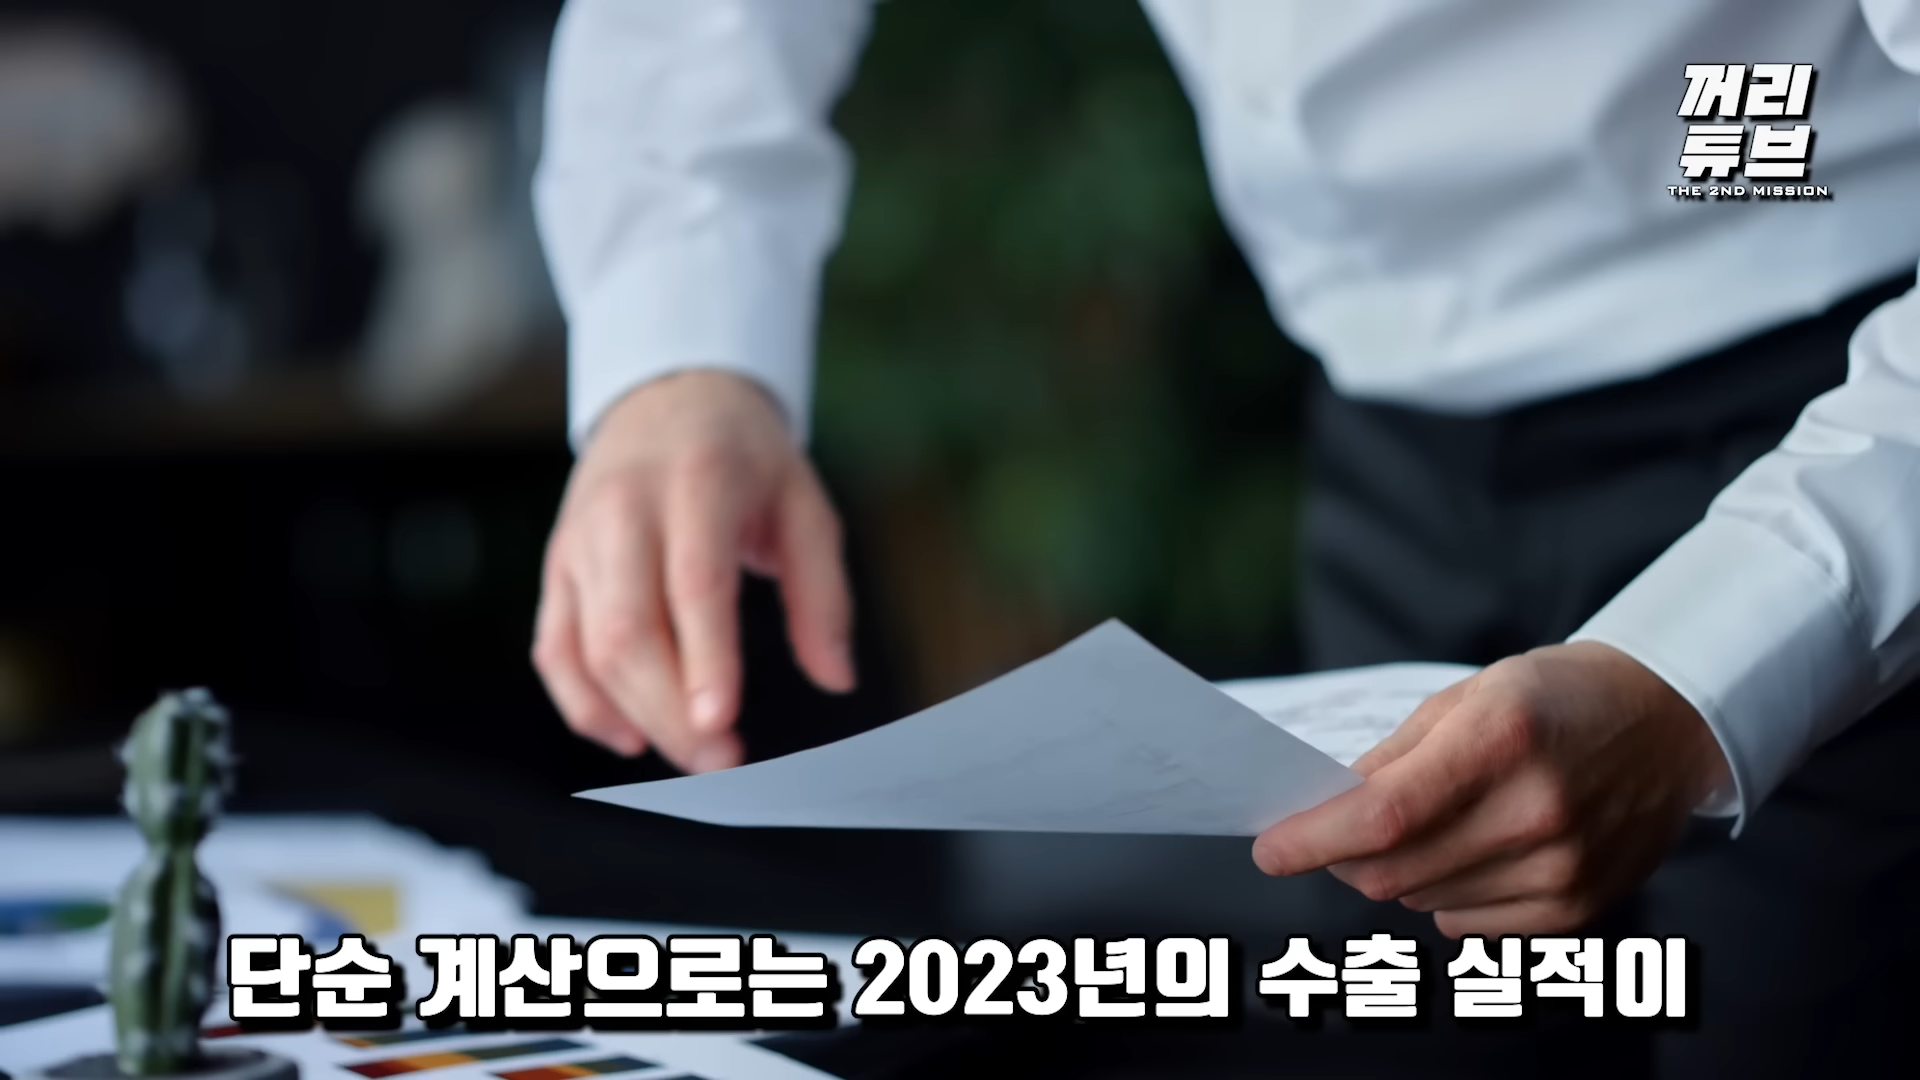 꺼리
튜브
THE 2ND MISSION
단순 계산으로는 2023년의 수출 실적이